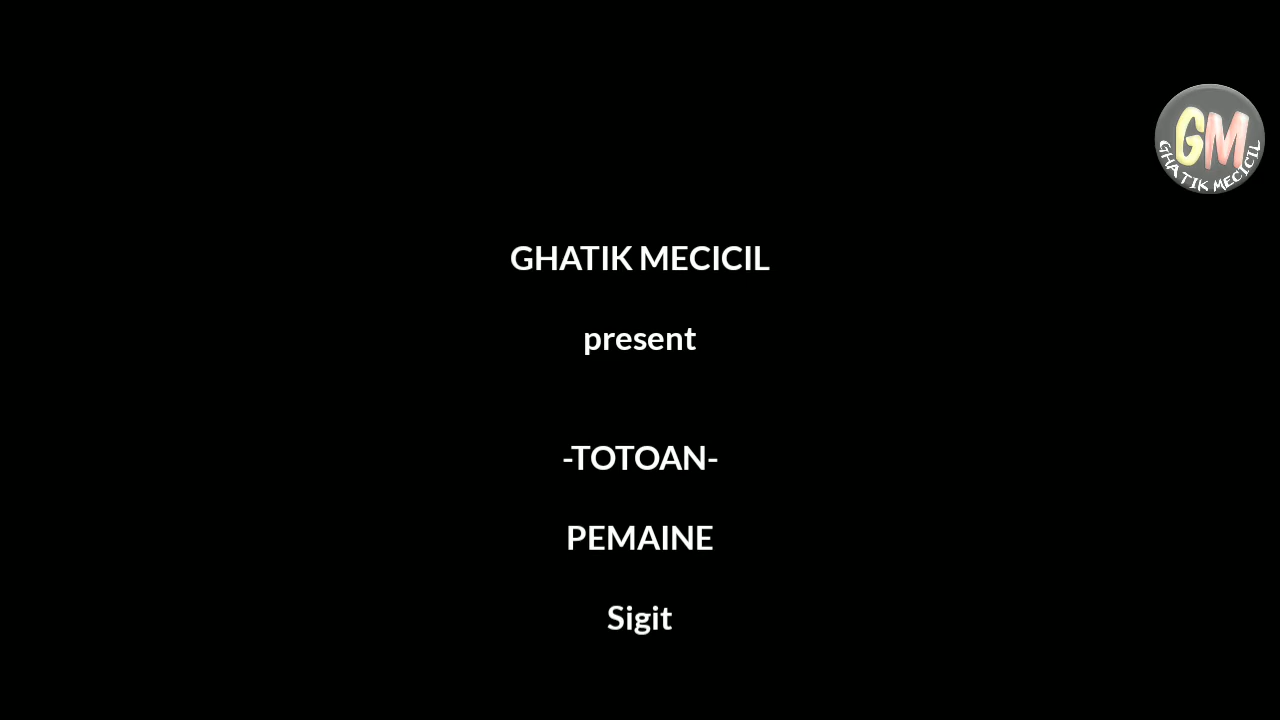 GM
GHATIK MECICIL
GHATIK MECICIL
present
-TOTOAN-
PEMAINE
Sigit